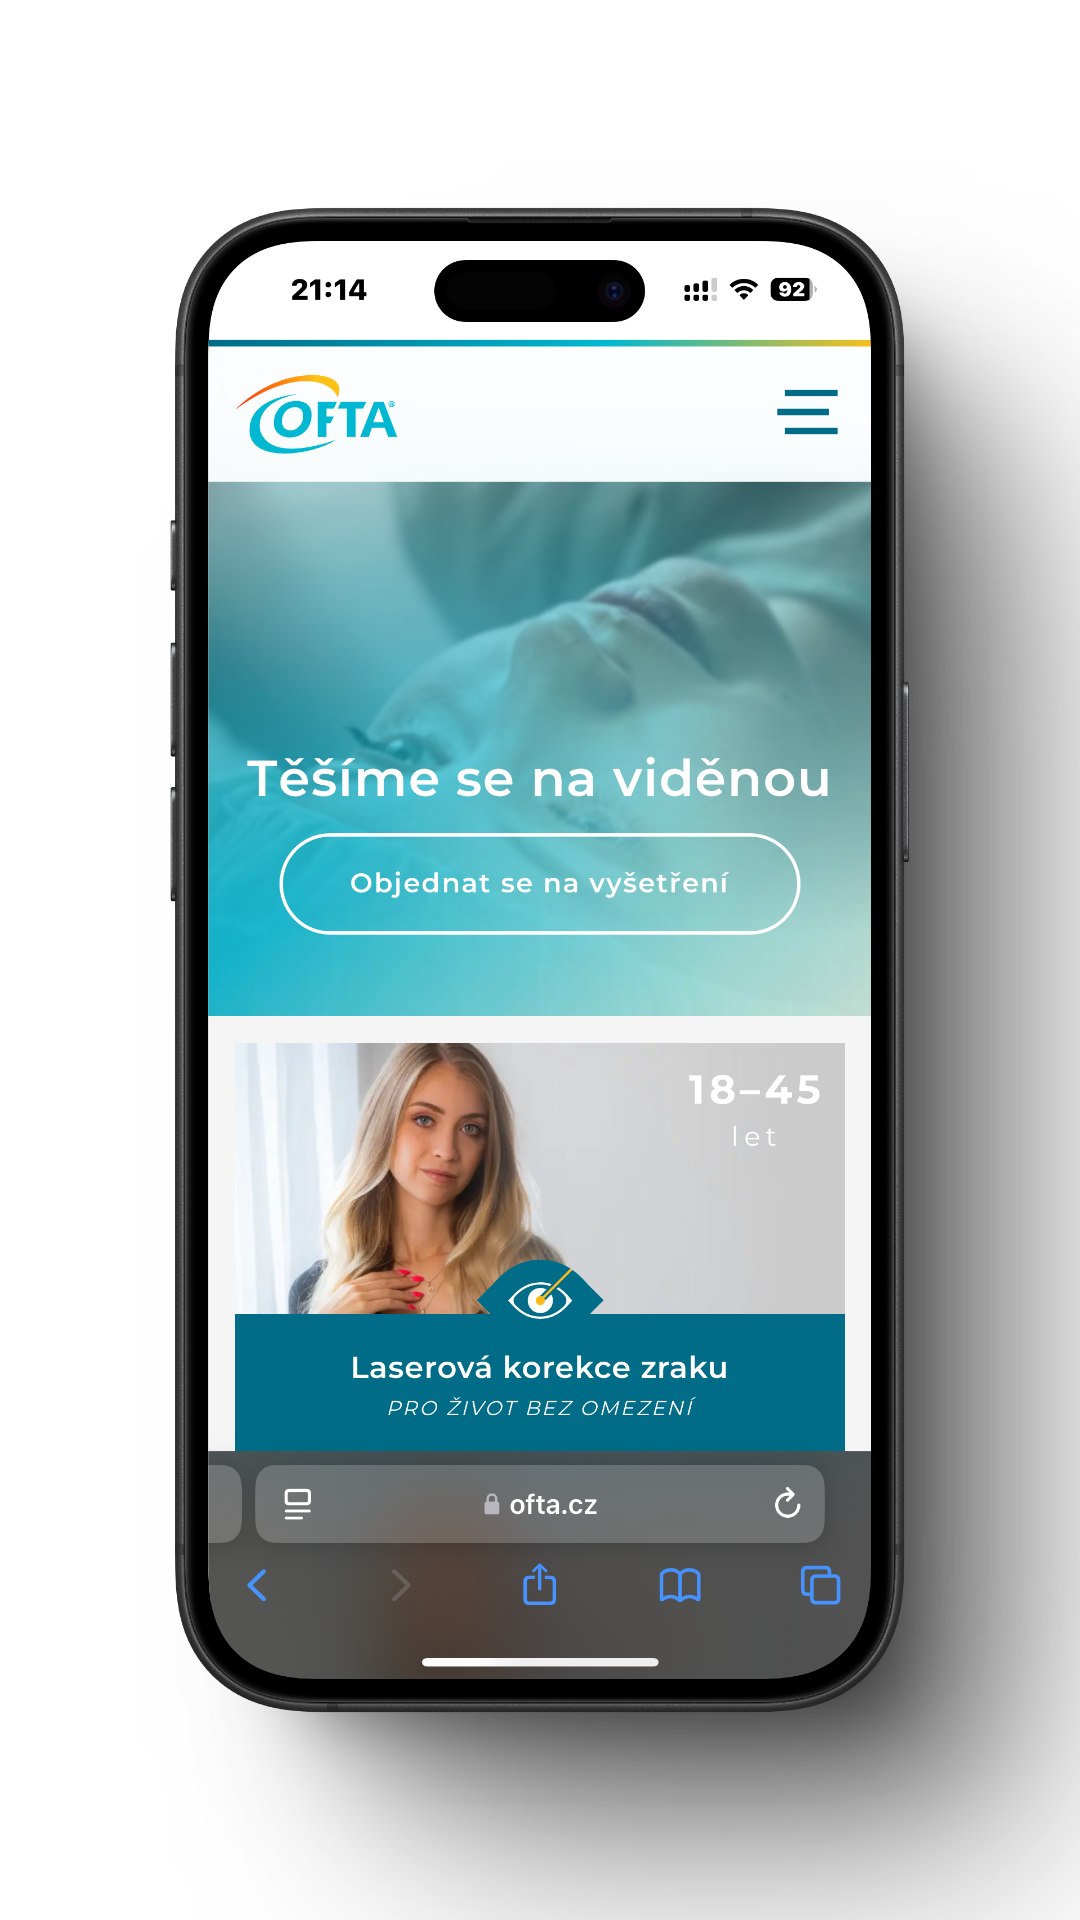 21:14
92
OFTA®
Těšíme se na viděnou
Objednat se na vyšetření
18–45
let
Laserová korekce zraku
PRO ŽIVOT BEZ OMEZENÍ
ofta.cz